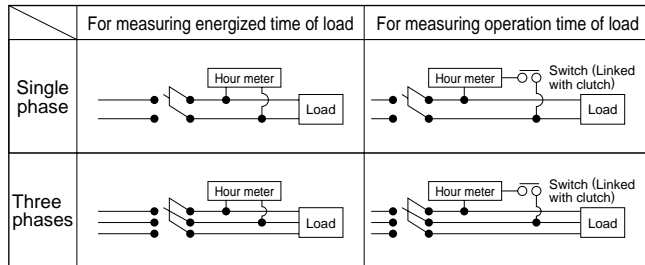 For measuring energized time of load
For measuring operation time of load
Single
phase
Hour meter
Load
Hour meter
Switch (Linked
with clutch)
Load
Three
phases
Hour meter
Load
Hour meter
Switch (Linked
with clutch)
Load